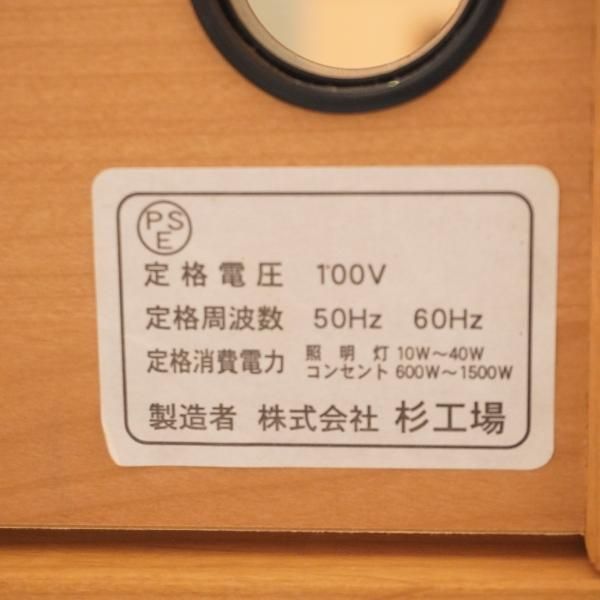 PSE
定格電圧 100V
定格周波数 50Hz 60Hz
定格消費電力 照明灯 10W～40W
コンセント 600W～1500W
製造者 株式会社 杉工場